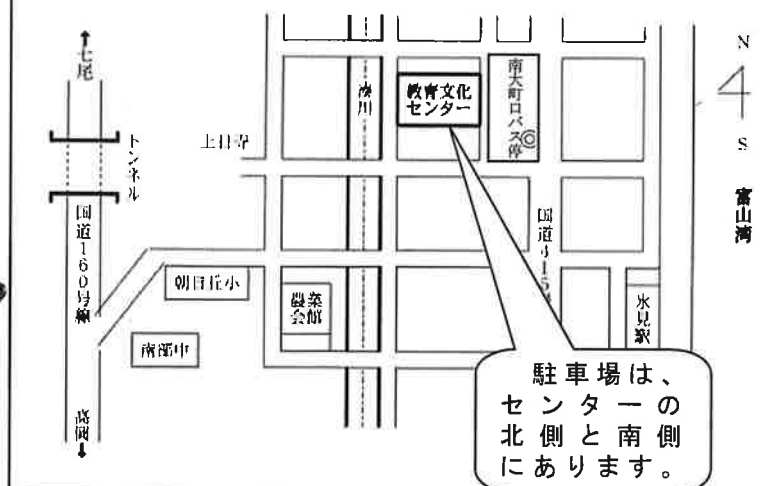 七尾
トンネル
国道160号線
高岡
上日寺
湊川
教育文化
センター
南大町口バス停
N
S
富山湾
朝日丘小
南部中
農業
会館
国道415
氷見駅
駐車場は、
センターの
北側と南側
にあります。